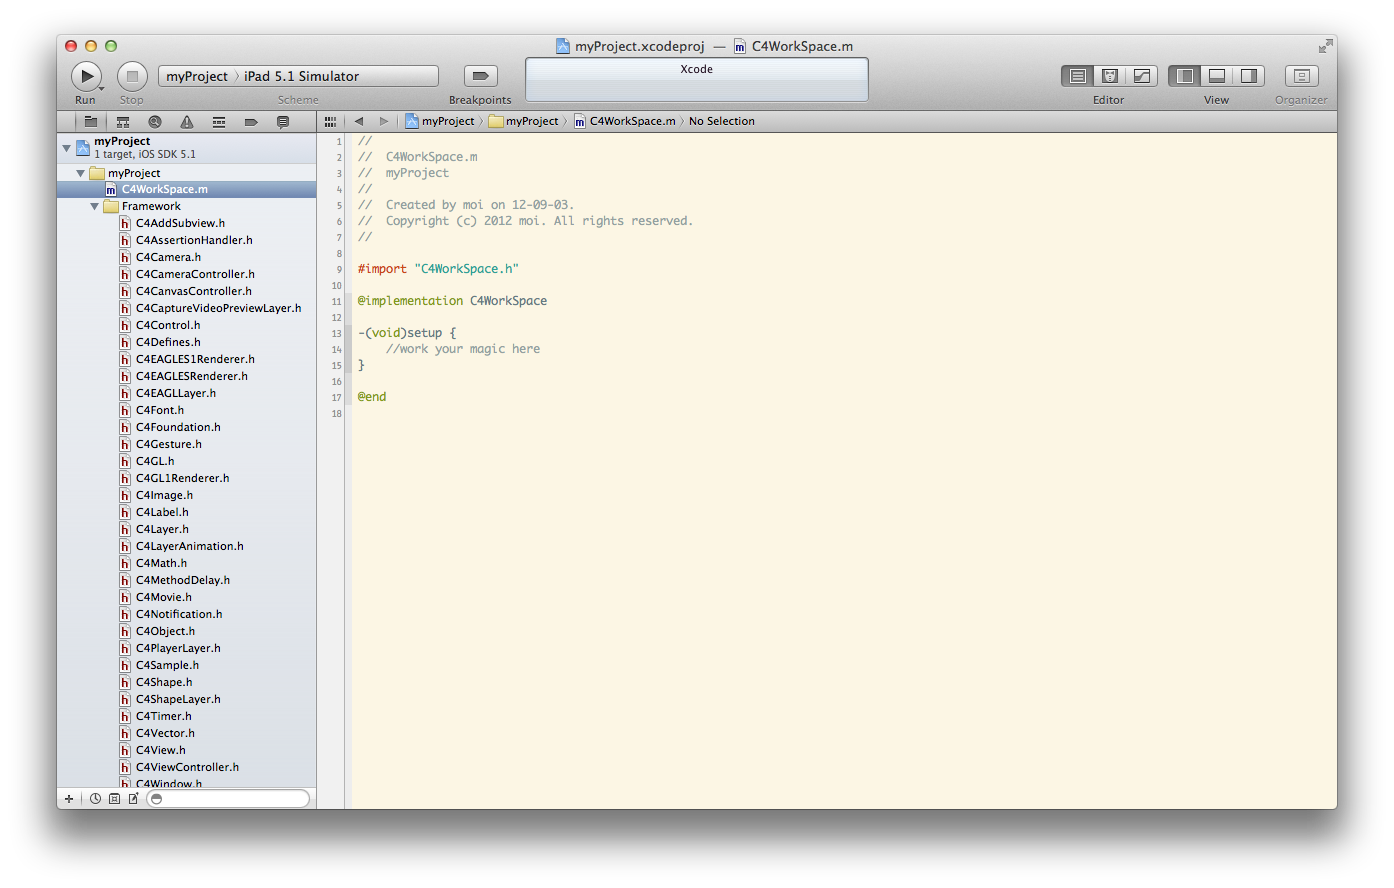 myProject.xcodeproj — C4WorkSpace.m
myProject 〉 iPad 5.1 Simulator
Xcode
Run Stop Scheme Breakpoints Editor View Organizer
myProject 〉 myProject 〉 C4WorkSpace.m 〉 No Selection
myProject
1 target, iOS SDK 5.1
myProject
C4WorkSpace.m
Framework
C4AddSubview.h
C4AssertionHandler.h
C4Camera.h
C4CameraController.h
C4CanvasController.h
C4CaptureVideoPreviewLayer.h
C4Control.h
C4Defines.h
C4EAGLES1Renderer.h
C4EAGLESRenderer.h
C4EAGLLayer.h
C4Font.h
C4Foundation.h
C4Gesture.h
C4GL.h
C4GL1Renderer.h
C4Image.h
C4Label.h
C4Layer.h
C4LayerAnimation.h
C4Math.h
C4MethodDelay.h
C4Movie.h
C4Notification.h
C4Object.h
C4PlayerLayer.h
C4Sample.h
C4Shape.h
C4ShapeLayer.h
C4Timer.h
C4Vector.h
C4View.h
C4ViewController.h
C4Window.h
1 //
2 //  C4WorkSpace.m
3 //  myProject
4 //
5 //  Created by moi on 12-09-03.
6 //  Copyright (c) 2012 moi. All rights reserved.
7 //
8
9 #import "C4WorkSpace.h"
10
11 @implementation C4WorkSpace
12
13 -(void)setup {
14     //work your magic here
15 }
16
17 @end
18